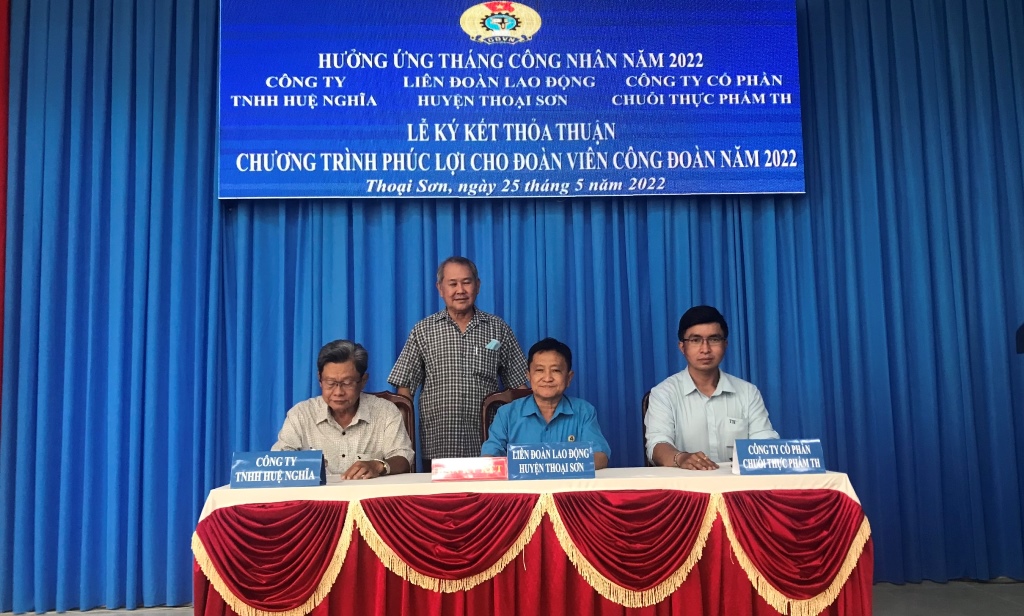 CĐVN
HƯỞNG ỨNG THÁNG CÔNG NHÂN NĂM 2022
CÔNG TY
TNHH HUỆ NGHĨA
LIÊN ĐOÀN LAO ĐỘNG
HUYỆN THOẠI SƠN
CÔNG TY CỔ PHẦN
CHUỖI THỰC PHẨM TH
LỄ KÝ KẾT THỎA THUẬN
CHƯƠNG TRÌNH PHÚC LỢI CHO ĐOÀN VIÊN CÔNG ĐOÀN NĂM 2022
Thoại Sơn, ngày 25 tháng 5 năm 2022
CÔNG TY
TNHH HUỆ NGHĨA
LIÊN ĐOÀN LAO ĐỘNG
HUYỆN THOẠI SƠN
CÔNG TY CỔ PHẦN
CHUỖI THỰC PHẨM TH